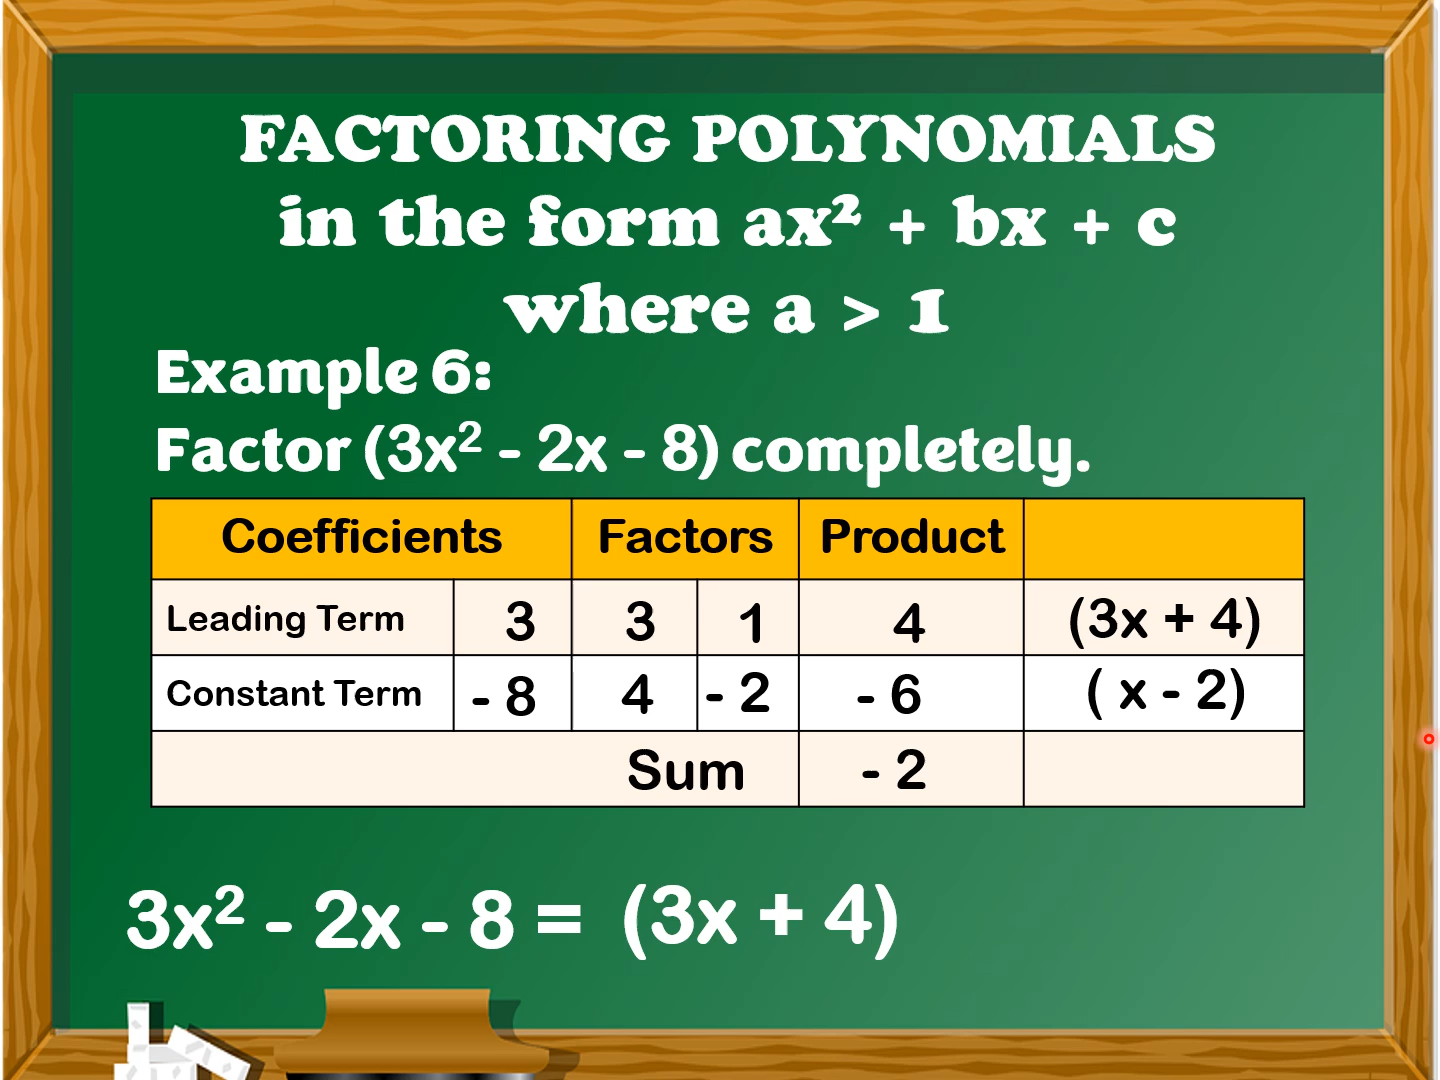 FACTORING POLYNOMIALS
in the form ax² + bx + c
where a > 1
Example 6:
Factor (3x² - 2x - 8) completely.
Coefficients Factors Product
Leading Term 3 3 1 4 (3x + 4)
Constant Term - 8 4 - 2 - 6 ( x - 2)
Sum - 2
3x² - 2x - 8 = (3x + 4)